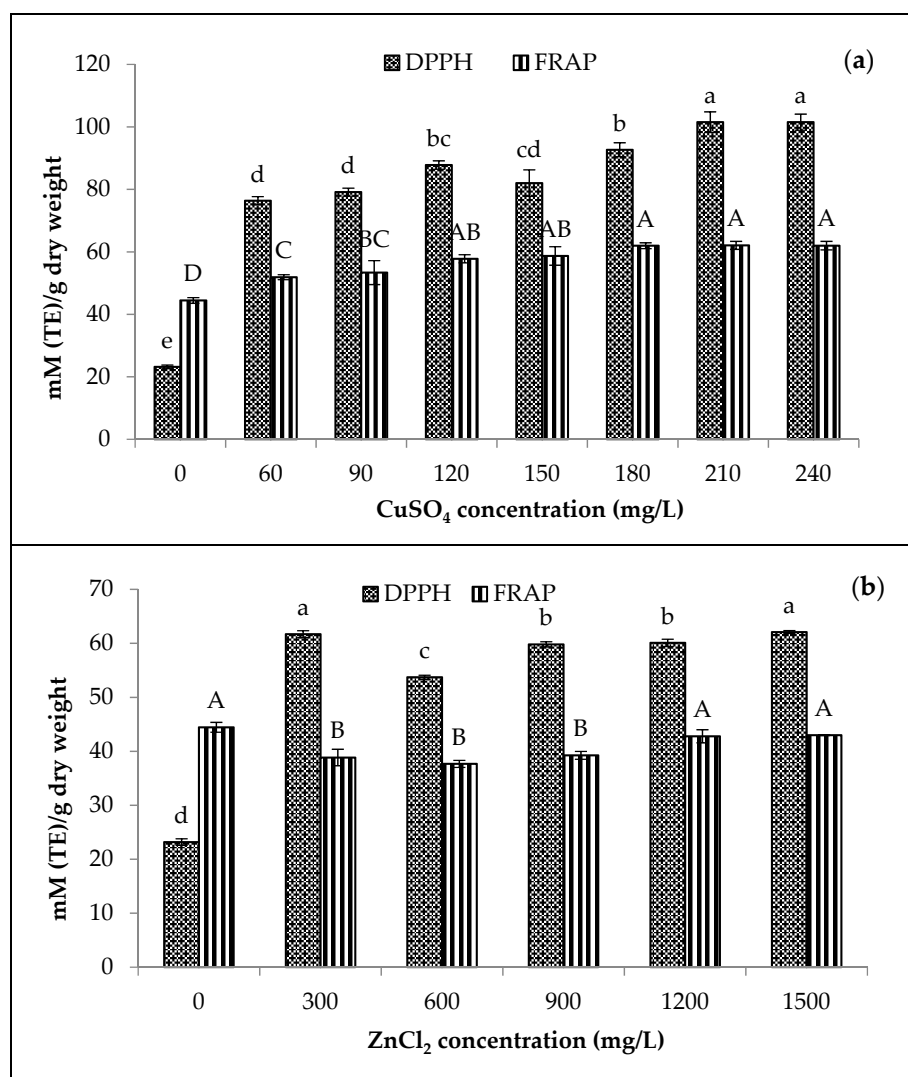 DPPH FRAP (a)
120
100
80
60
40
20
0
mM (TE)/g dry weight
e D d C d BC bc AB cd AB b A a A a A
0 60 90 120 150 180 210 240
CuSO₄ concentration (mg/L)
DPPH FRAP (b)
70
60
50
40
30
20
10
0
mM (TE)/g dry weight
d A a B c B b B b A a A
0 300 600 900 1200 1500
ZnCl₂ concentration (mg/L)